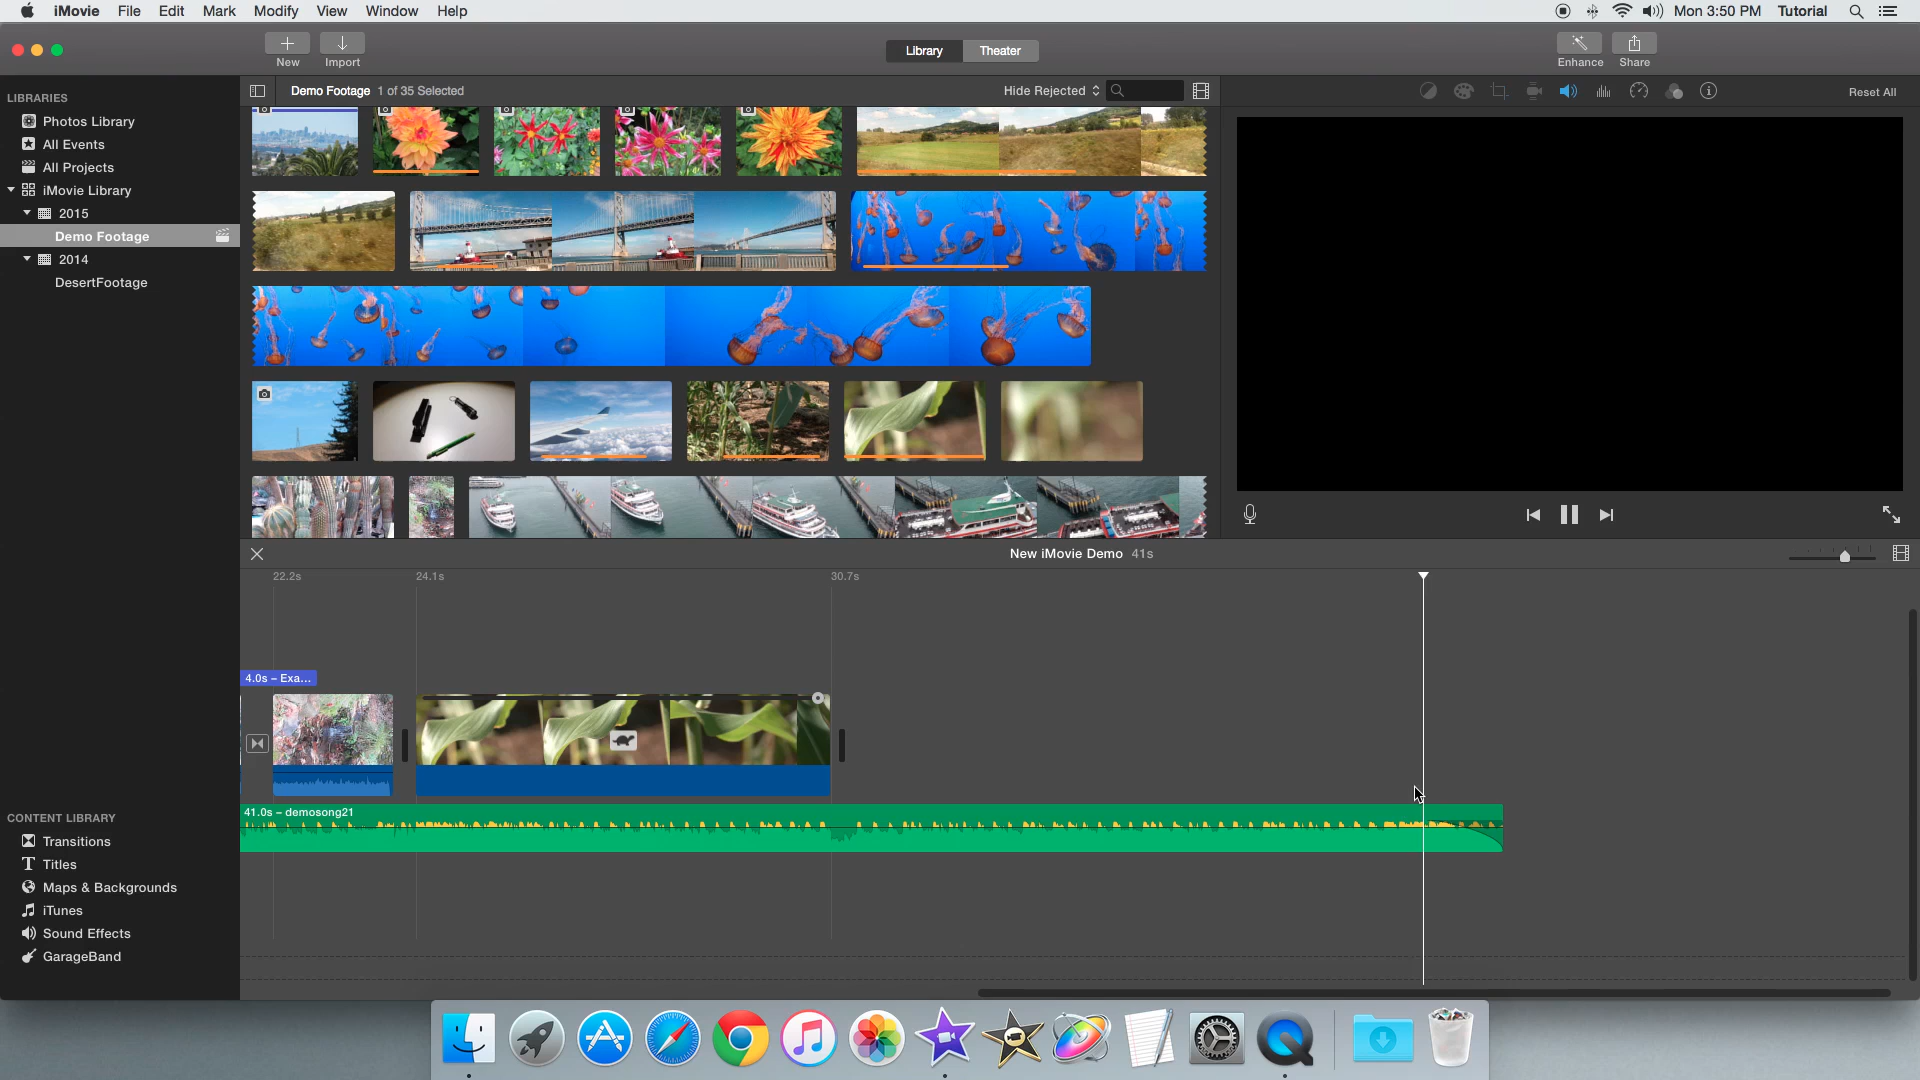 iMovie File Edit Mark Modify View Window Help Mon 3:50 PM Tutorial
New Import Library Theater Enhance Share
LIBRARIES
Photos Library
All Events
All Projects
iMovie Library
2015
Demo Footage
2014
DesertFootage
Demo Footage 1 of 35 Selected Hide Rejected Reset All
New iMovie Demo 41s
22.2s 24.1s 30.7s
4.0s – Exa...
41.0s – demosong21
CONTENT LIBRARY
Transitions
Titles
Maps & Backgrounds
iTunes
Sound Effects
GarageBand